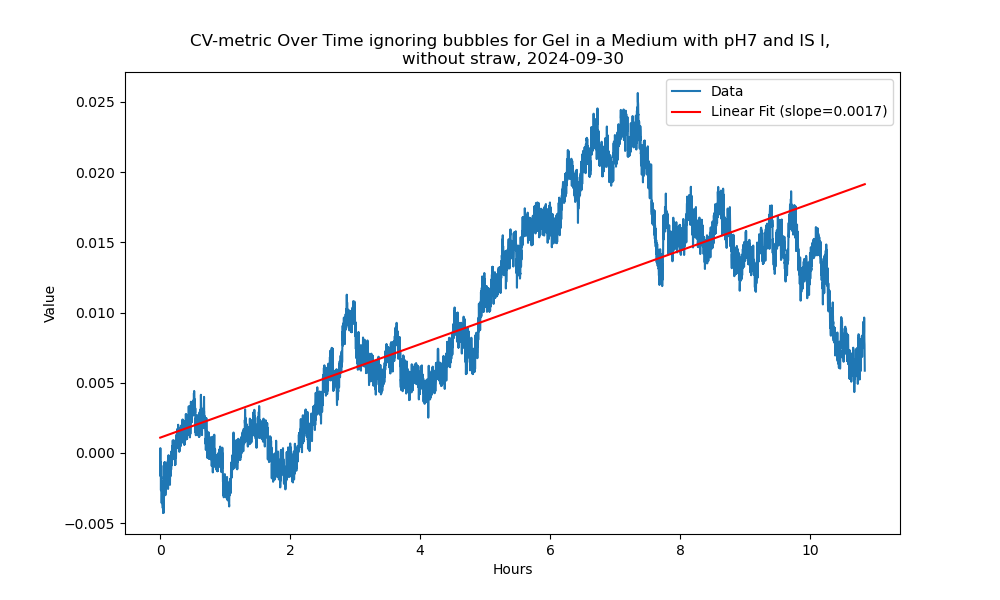 CV-metric Over Time ignoring bubbles for Gel in a Medium with pH7 and IS I,
without straw, 2024-09-30
Data
Linear Fit (slope=0.0017)
0.025
0.020
0.015
0.010
0.005
0.000
−0.005
Value
0
2
4
6
8
10
Hours